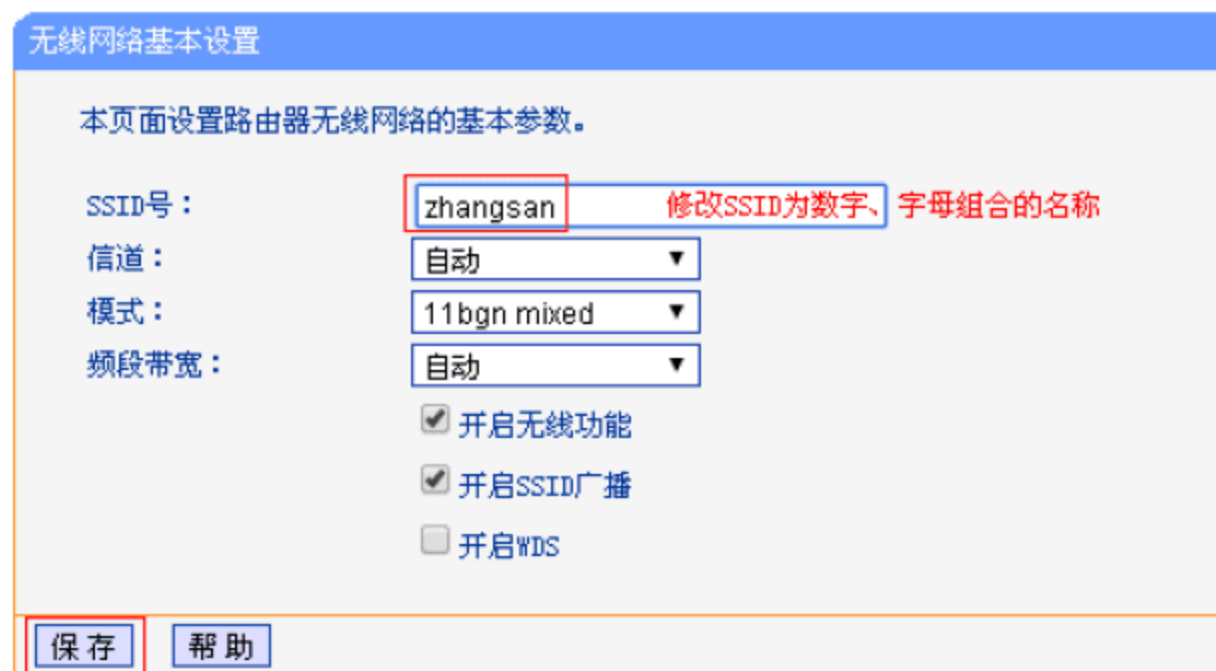 无线网络基本设置
本页面设置路由器无线网络的基本参数。
SSID号： zhangsan 修改SSID为数字、字母组合的名称
信道： 自动
模式： 11bgn mixed
频段带宽： 自动
开启无线功能
开启SSID广播
开启WDS
保存 帮助